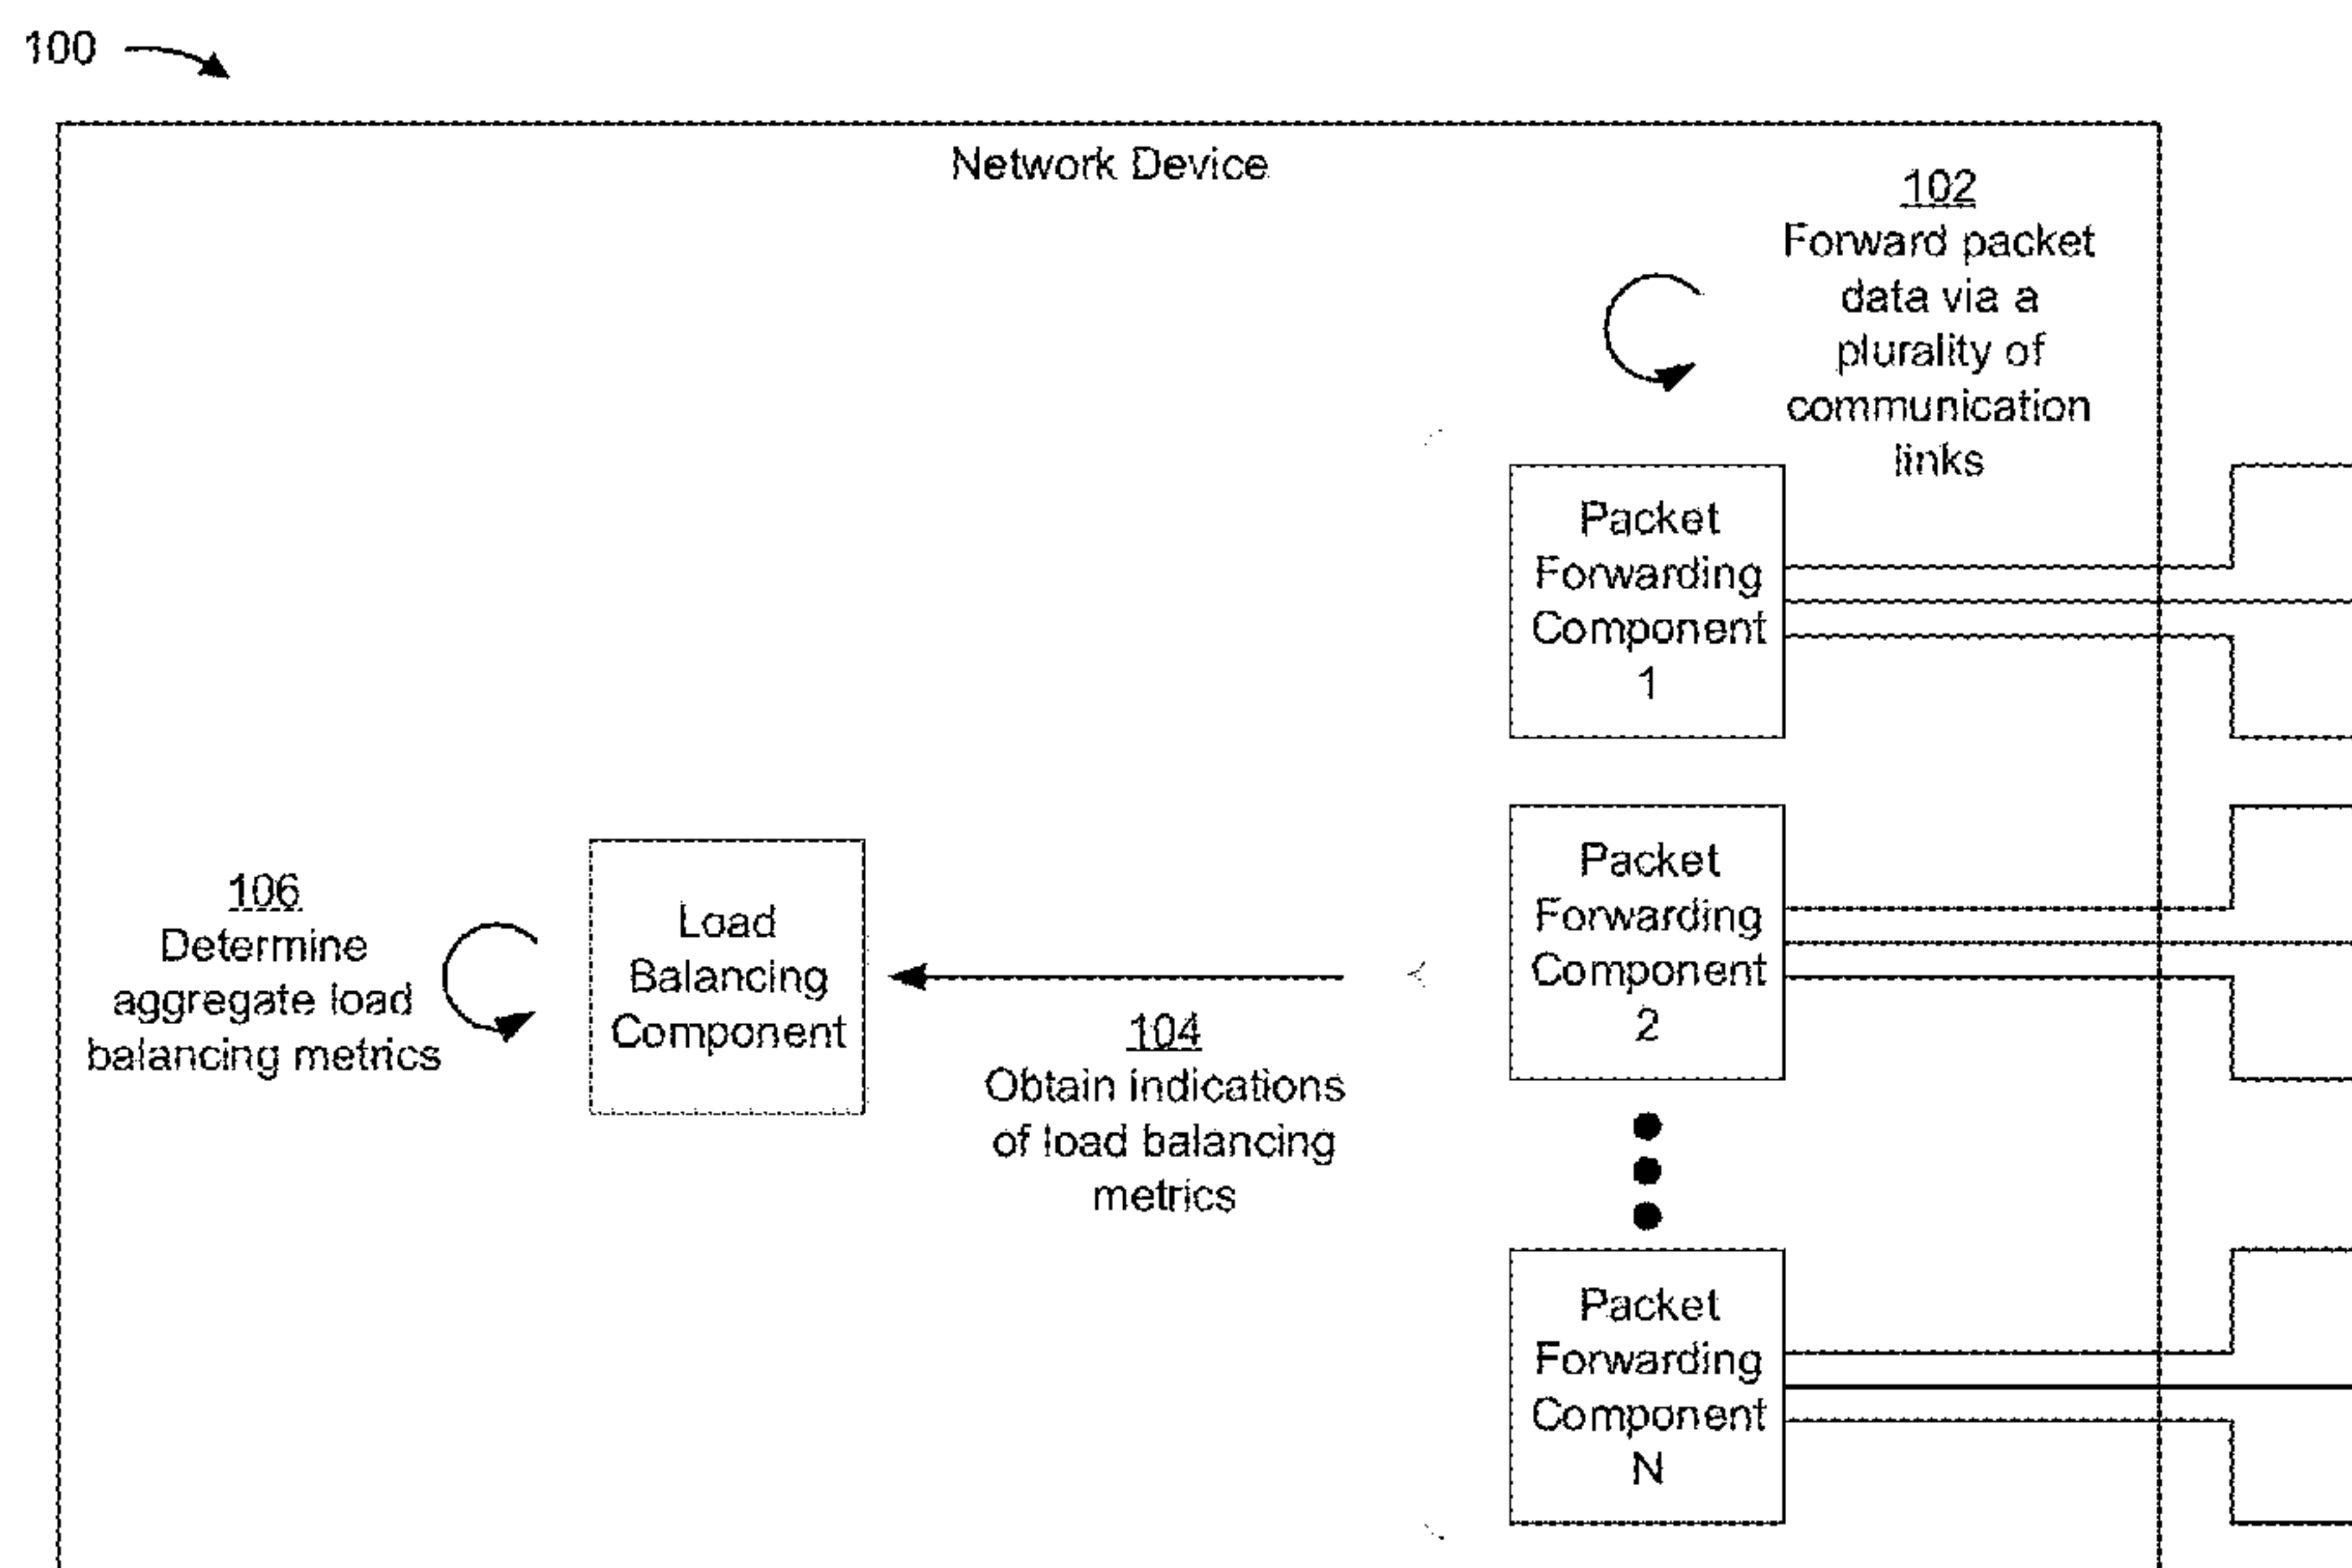 100
Network Device
102
Forward packet
data via a
plurality of
communication
links
Packet
Forwarding
Component
1
Packet
Forwarding
Component
2
106
Determine
aggregate load
balancing metrics
Load
Balancing
Component
104
Obtain indications
of load balancing
metrics
Packet
Forwarding
Component
N